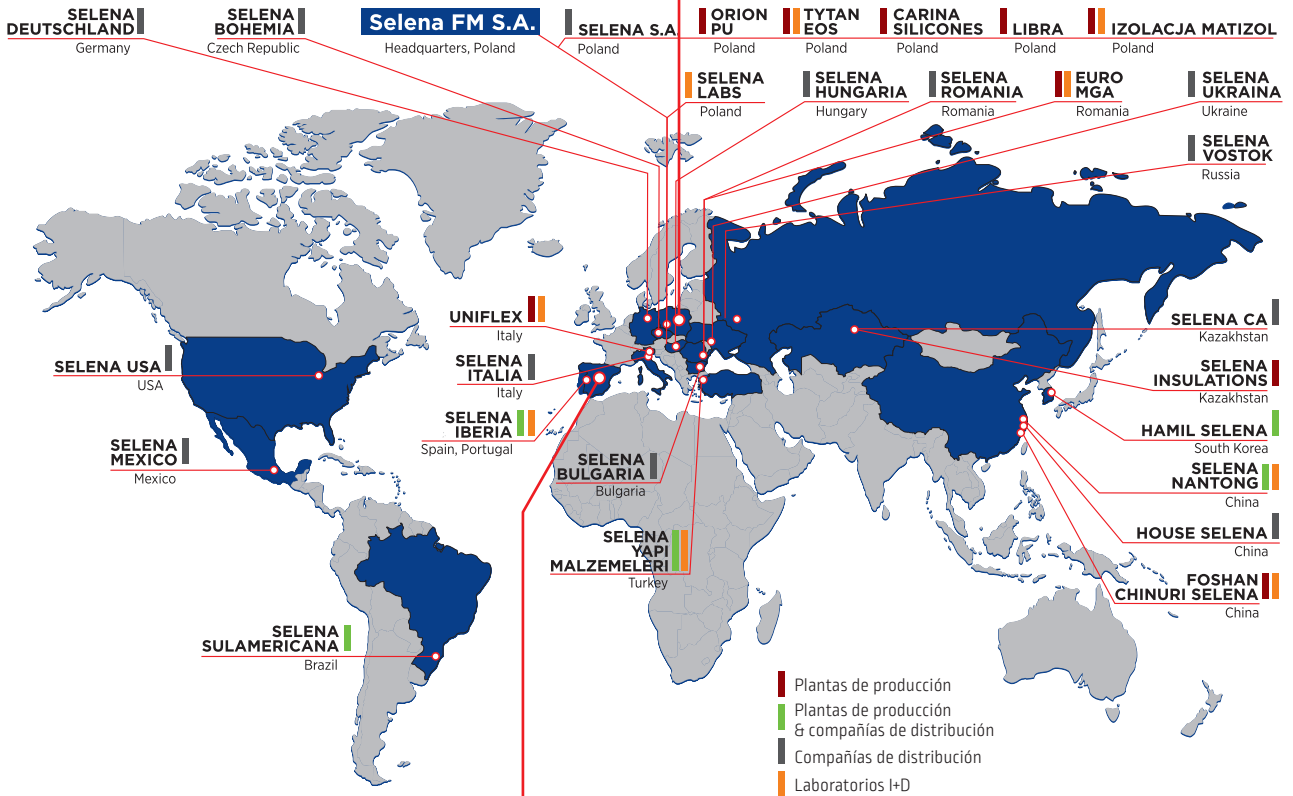 SELENA
DEUTSCHLAND
Germany
SELENA
BOHEMIA
Czech Republic
Selena FM S.A.
Headquarters, Poland
SELENA S.A.
Poland
ORION
PU
Poland
TYTAN
EOS
Poland
CARINA
SILICONES
Poland
LIBRA
Poland
IZOLACJA MATIZOL
Poland
SELENA
LABS
Poland
SELENA
HUNGARIA
Hungary
SELENA
ROMANIA
Romania
EURO
MGA
Romania
SELENA
UKRAINA
Ukraine
SELENA
VOSTOK
Russia
UNIFLEX
Italy
SELENA
ITALIA
Italy
SELENA
IBERIA
Spain, Portugal
SELENA USA
USA
SELENA
MEXICO
Mexico
SELENA
BULGARIA
Bulgaria
SELENA
YAPI
MALZEMELERİ
Turkey
SELENA
SULAMERICANA
Brazil
SELENA CA
Kazakhstan
SELENA
INSULATIONS
Kazakhstan
HAMIL SELENA
South Korea
SELENA
NANTONG
China
HOUSE SELENA
China
FOSHAN
CHINURI SELENA
China
Plantas de producción
Plantas de producción
& compañías de distribución
Compañías de distribución
Laboratorios I+D